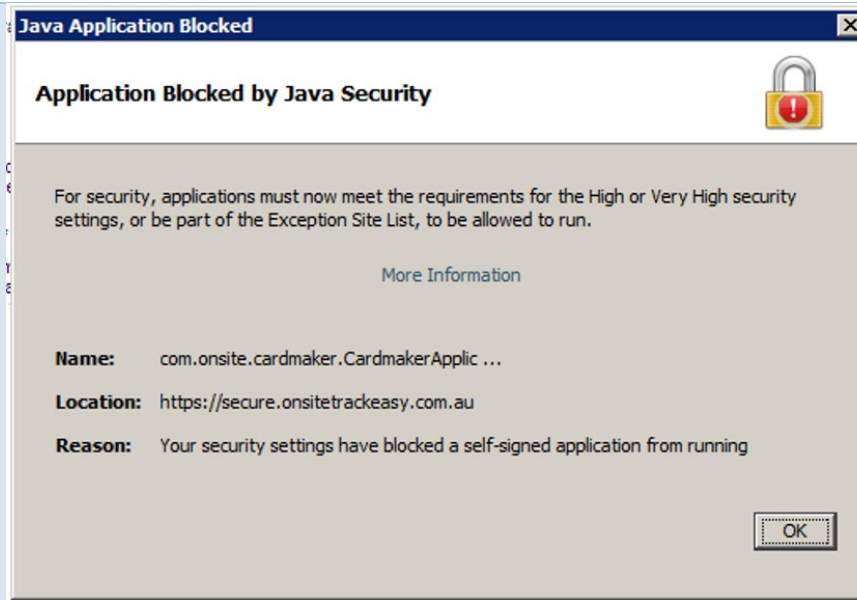 Java Application Blocked
Application Blocked by Java Security
For security, applications must now meet the requirements for the High or Very High security
settings, or be part of the Exception Site List, to be allowed to run.
More Information
Name: com.onsite.cardmaker.CardmakerApplic ...
Location: https://secure.onsitetrackeasy.com.au
Reason: Your security settings have blocked a self-signed application from running
OK